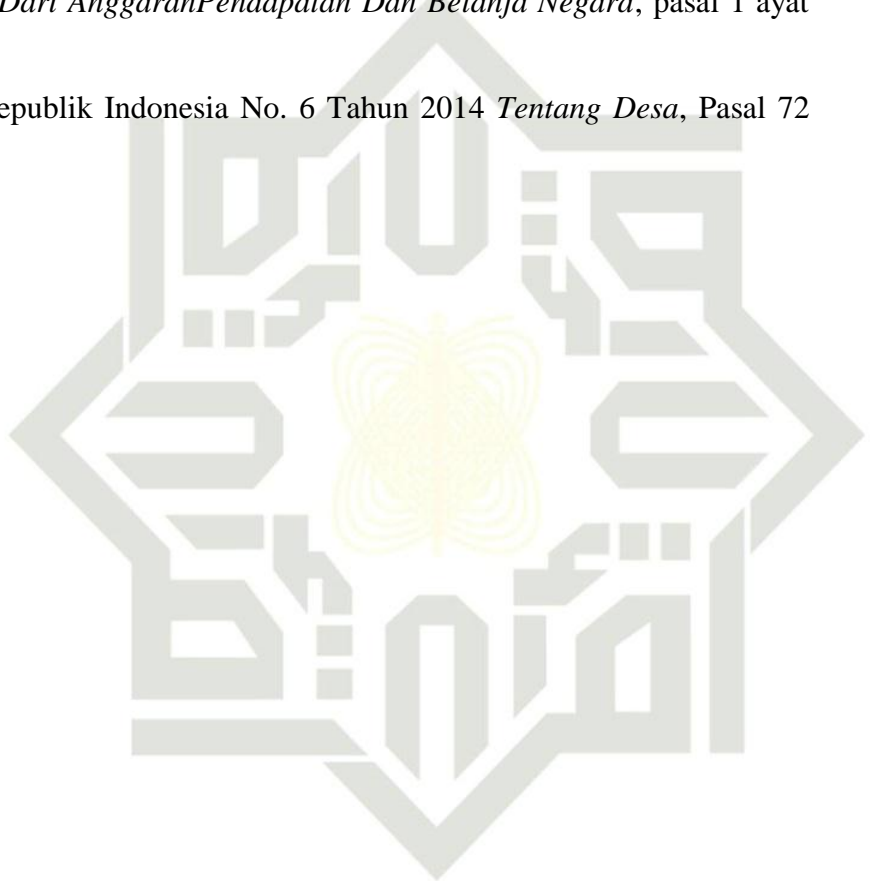 Dari AnggaranPendapatan Dan Belanja Negara, pasal 1 ayat
epublik Indonesia No. 6 Tahun 2014 Tentang Desa, Pasal 72